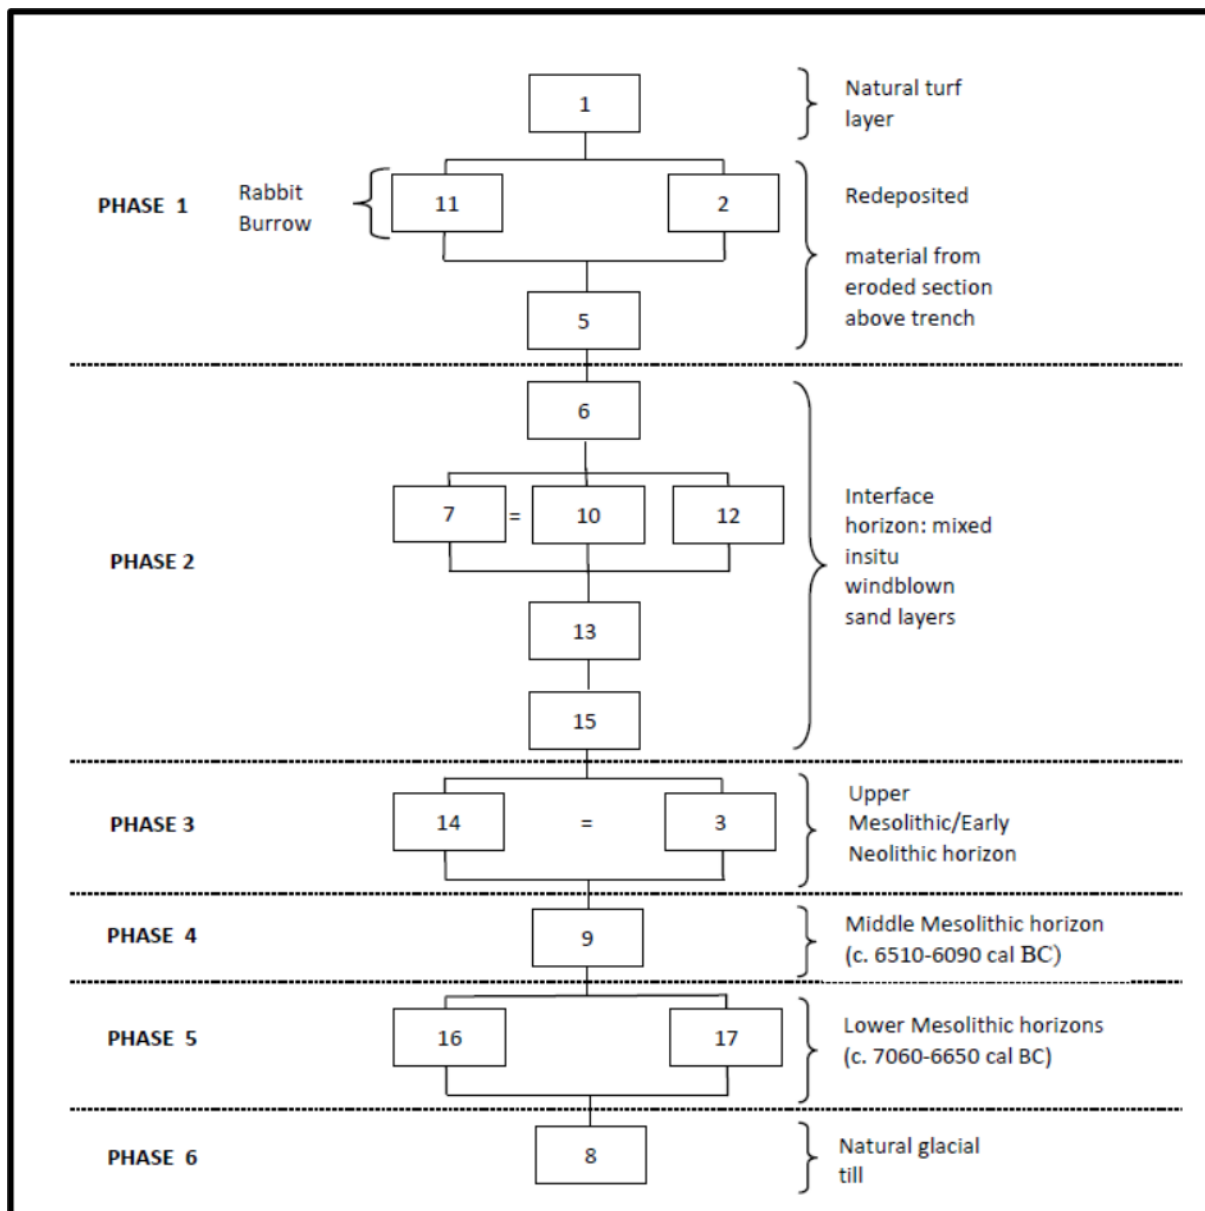 1
Natural turf
layer
PHASE 1
Rabbit
Burrow
11
2
Redeposited
material from
eroded section
above trench
5
6
PHASE 2
7 = 10
12
Interface
horizon: mixed
insitu
windblown
sand layers
13
15
PHASE 3
14 = 3
Upper
Mesolithic/Early
Neolithic horizon
PHASE 4
9
Middle Mesolithic horizon
(c. 6510-6090 cal BC)
PHASE 5
16
17
Lower Mesolithic horizons
(c. 7060-6650 cal BC)
PHASE 6
8
Natural glacial
till